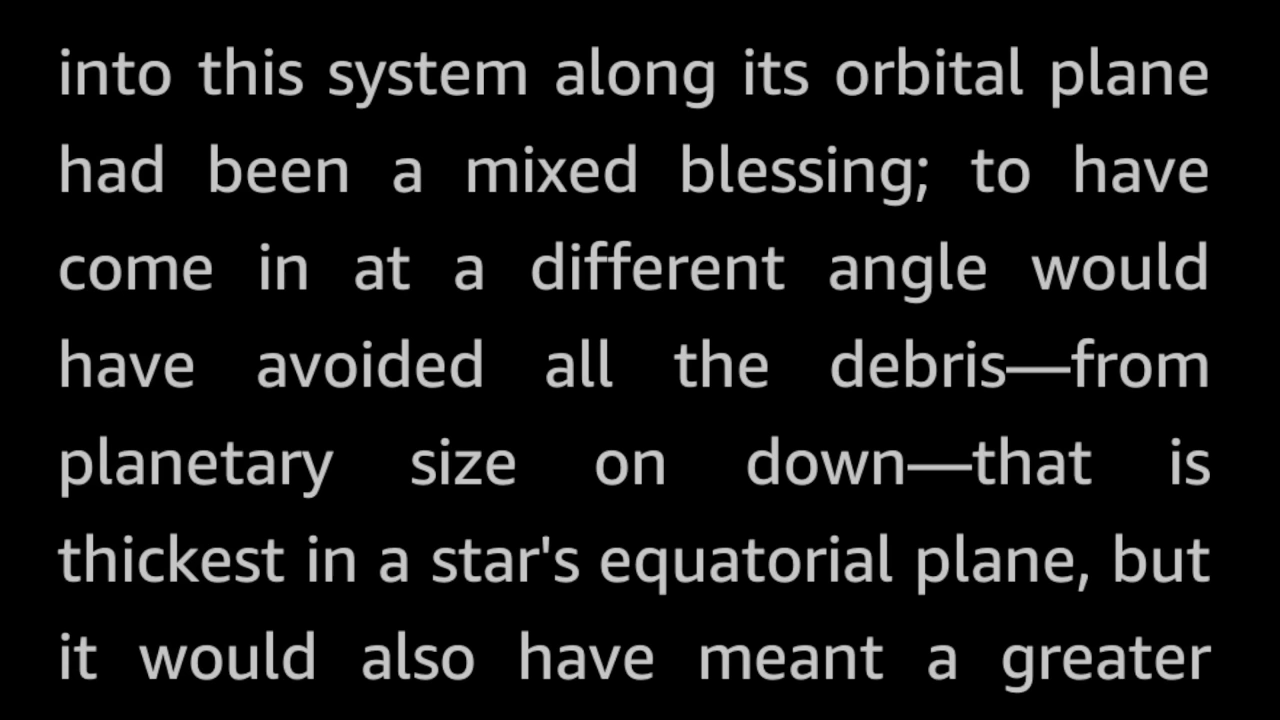 into this system along its orbital plane
had been a mixed blessing; to have
come in at a different angle would
have avoided all the debris—from
planetary size on down—that is
thickest in a star's equatorial plane, but
it would also have meant a greater